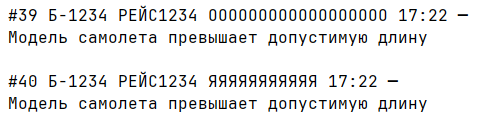 #39 Б-1234 РЕЙС1234 ООООООООООООООООООО 17:22 —
Модель самолета превышает допустимую длину
#40 Б-1234 РЕЙС1234 ЯЯЯЯЯЯЯЯЯЯЯ 17:22 —
Модель самолета превышает допустимую длину